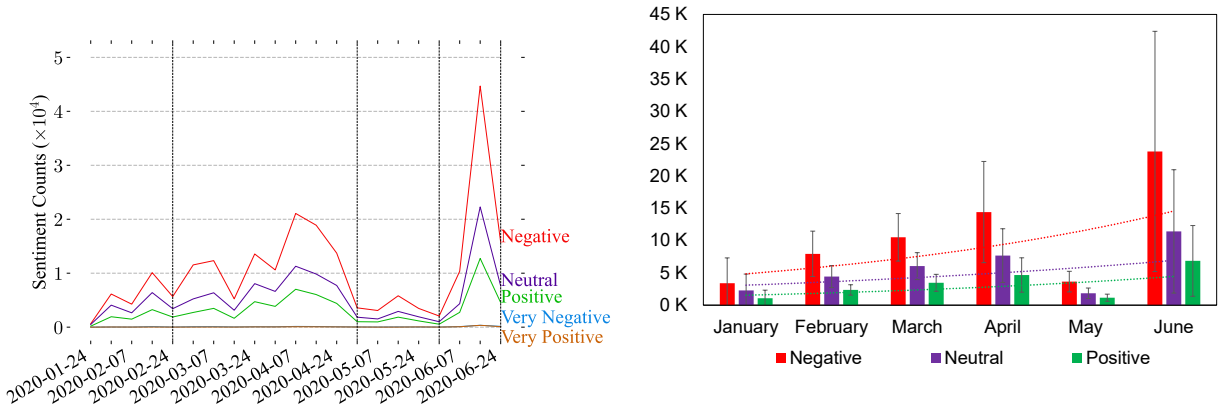 Sentiment Counts (×10⁴)
5
4
3
2
1
0
Negative
Neutral
Positive
Very Negative
Very Positive
2020-01-24
2020-02-07
2020-02-24
2020-03-07
2020-03-24
2020-04-07
2020-04-24
2020-05-07
2020-05-24
2020-06-07
2020-06-24
45 K
40 K
35 K
30 K
25 K
20 K
15 K
10 K
5 K
0 K
January February March April May June
Negative Neutral Positive